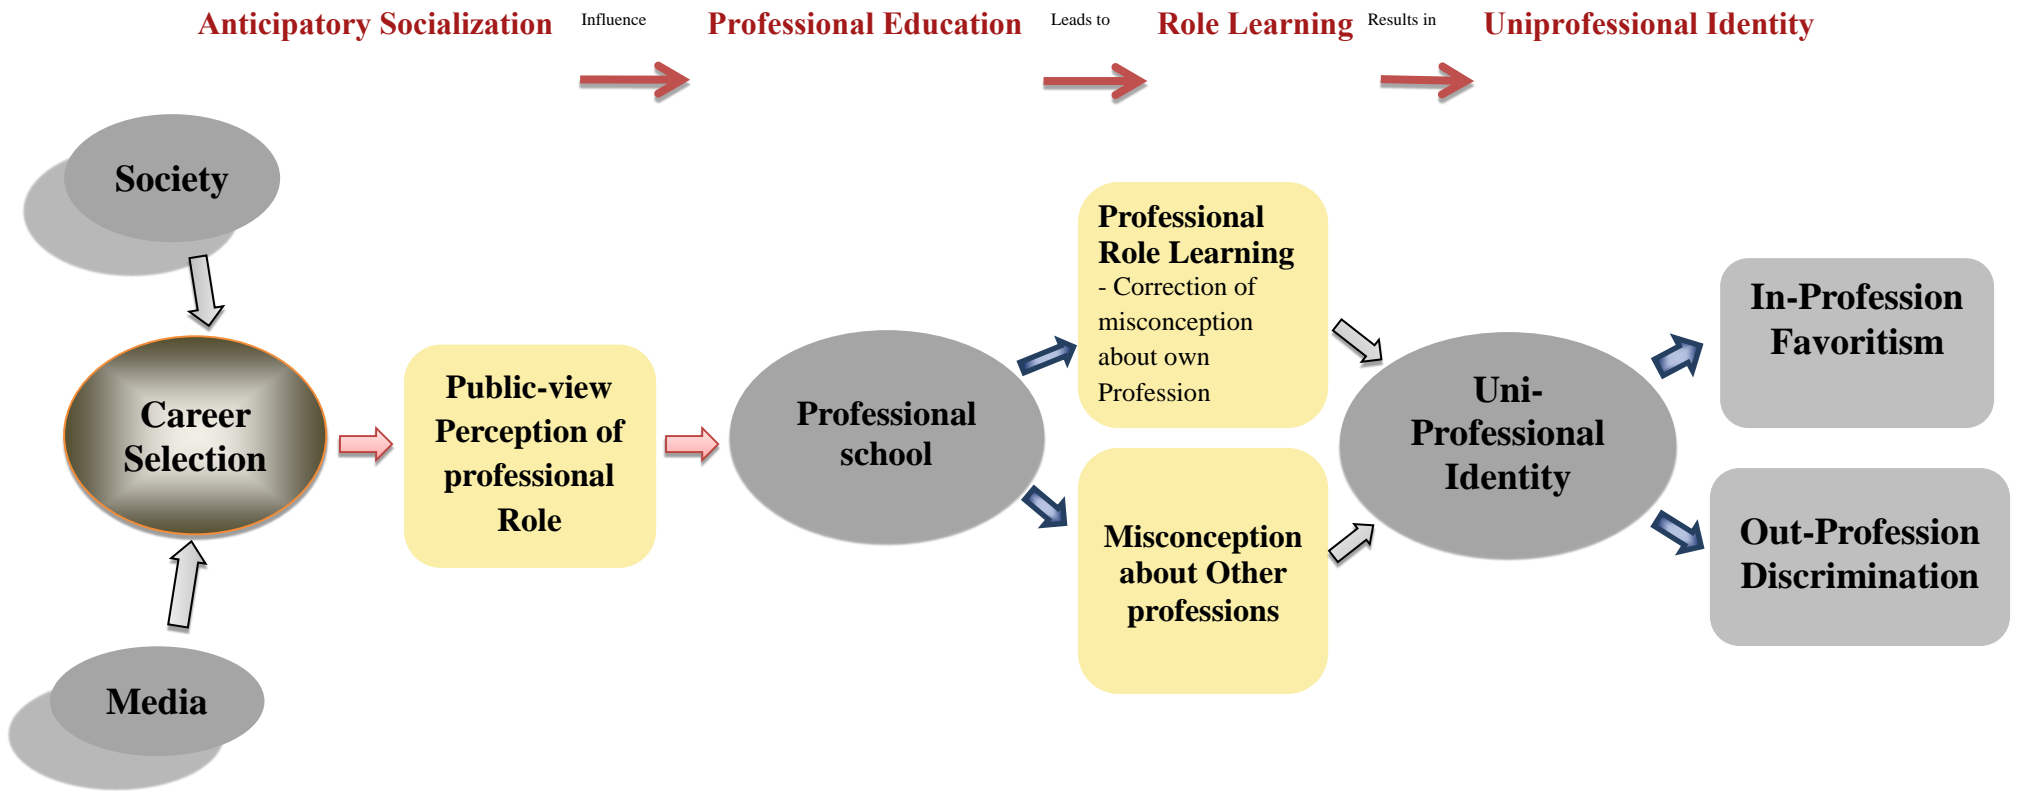 Anticipatory Socialization Influence Professional Education Leads to Role Learning Results in Uniprofessional Identity
Society
Career
Selection
Media
Public-view
Perception of
professional
Role
Professional
school
Professional
Role Learning
- Correction of
misconception
about own
Profession
Misconception
about Other
professions
Uni-
Professional
Identity
In-Profession
Favoritism
Out-Profession
Discrimination